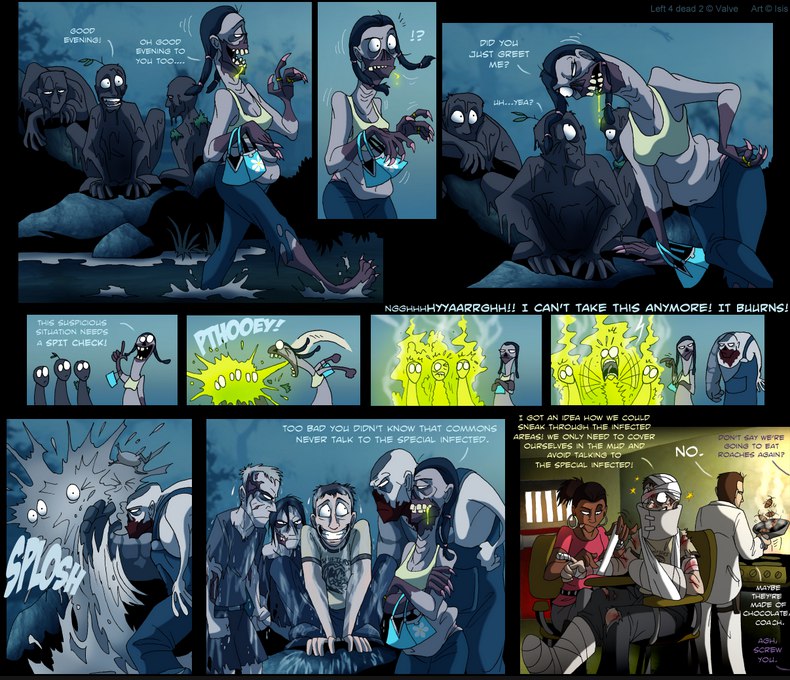 Left 4 dead 2 © Valve Art © Isis
GOOD
EVENING!
OH GOOD
EVENING TO
YOU TOO....
!?
DID YOU
JUST GREET
ME?
UH...YEA?
THIS SUSPICIOUS
SITUATION NEEDS
A SPIT CHECK!
PTHOOEY!
NGGHHHHYYAARRGHH!! I CAN'T TAKE THIS ANYMORE! IT BUURNS!
SPLOSH
TOO BAD YOU DIDN'T KNOW THAT COMMONS
NEVER TALK TO THE SPECIAL INFECTED.
I GOT AN IDEA HOW WE COULD
SNEAK THROUGH THE INFECTED
AREAS! WE ONLY NEED TO COVER
OURSELVES IN THE MUD AND
AVOID TALKING TO
THE SPECIAL INFECTED!
NO.
DON'T SAY WE'RE
GOING TO EAT
ROACHES AGAIN?
MAYBE
THEY'RE
MADE OF
CHOCOLATE,
COACH.
AGH,
SCREW
YOU.